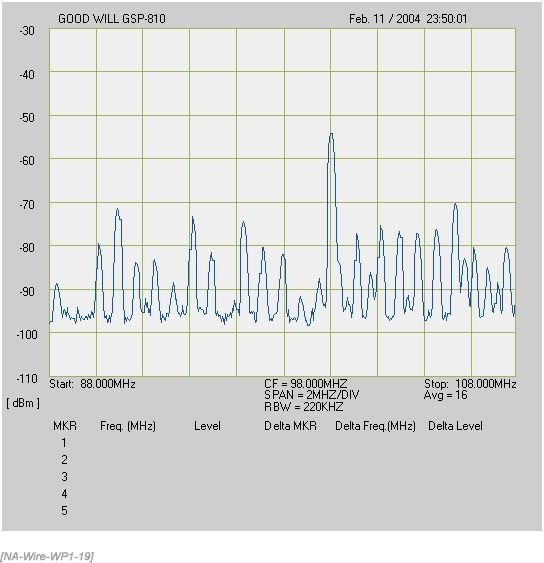 GOOD WILL GSP-810 Feb. 11 / 2004 23:50:01
-30
-40
-50
-60
-70
-80
-90
-100
-110
[ dBm ]
Start: 88.000MHz CF = 98.000MHZ Stop: 108.000MHz
SPAN = 2MHZ/DIV Avg = 16
RBW = 220KHZ
MKR Freq. (MHz) Level Delta MKR Delta Freq.(MHz) Delta Level
1
2
3
4
5
[NA-Wire-WP1-19]